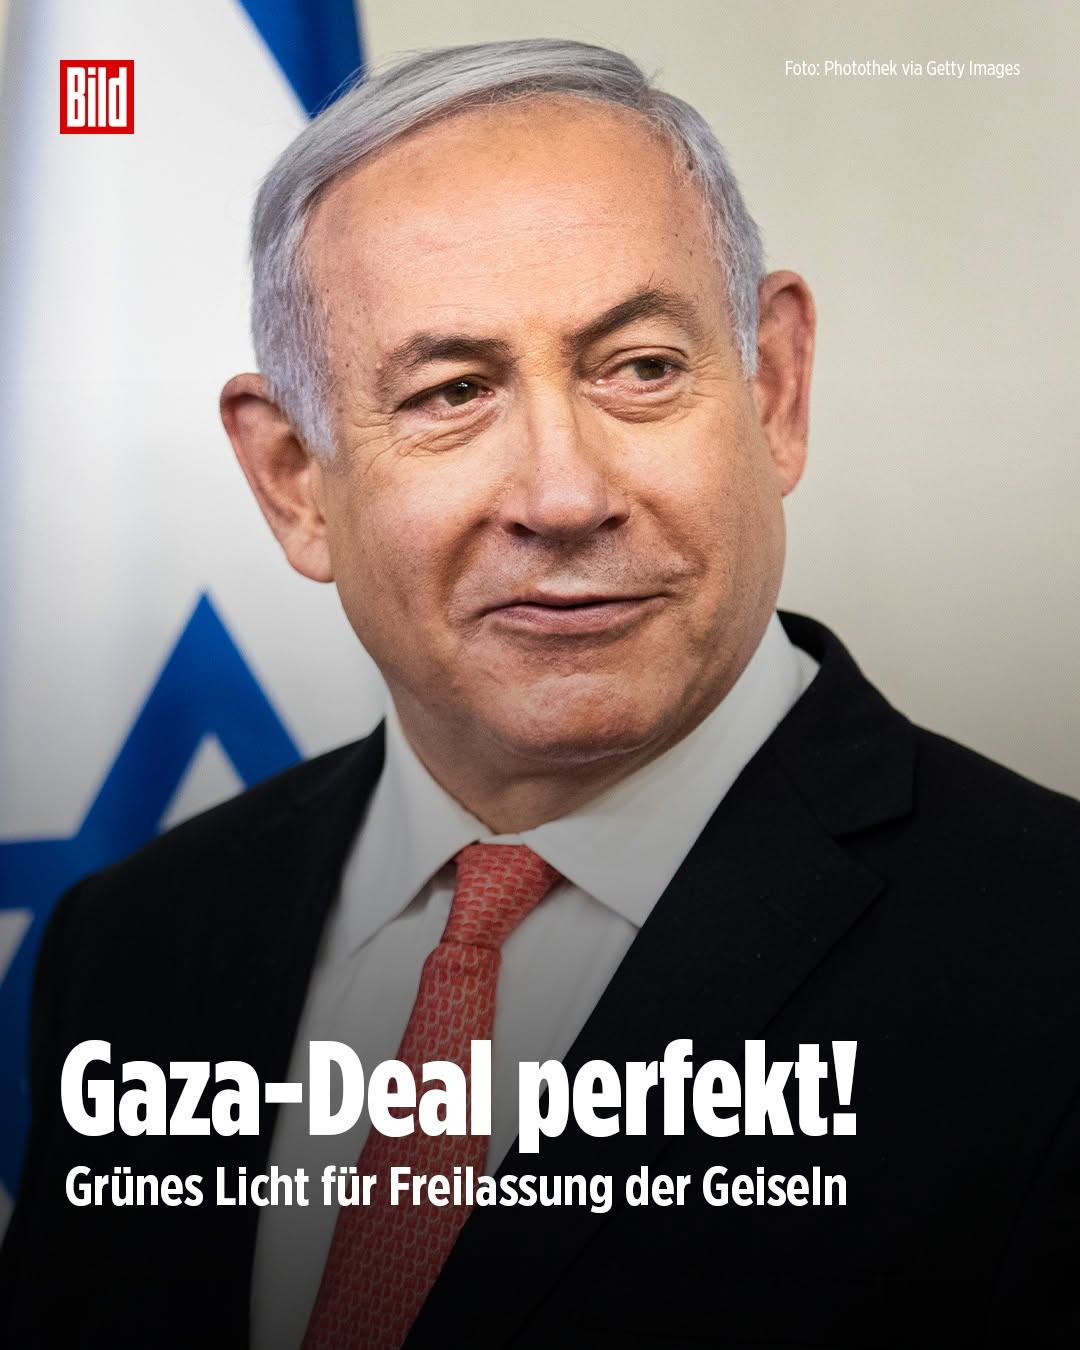 Bild
Foto: Photothek via Getty Images
Gaza-Deal perfekt!
Grünes Licht für Freilassung der Geiseln